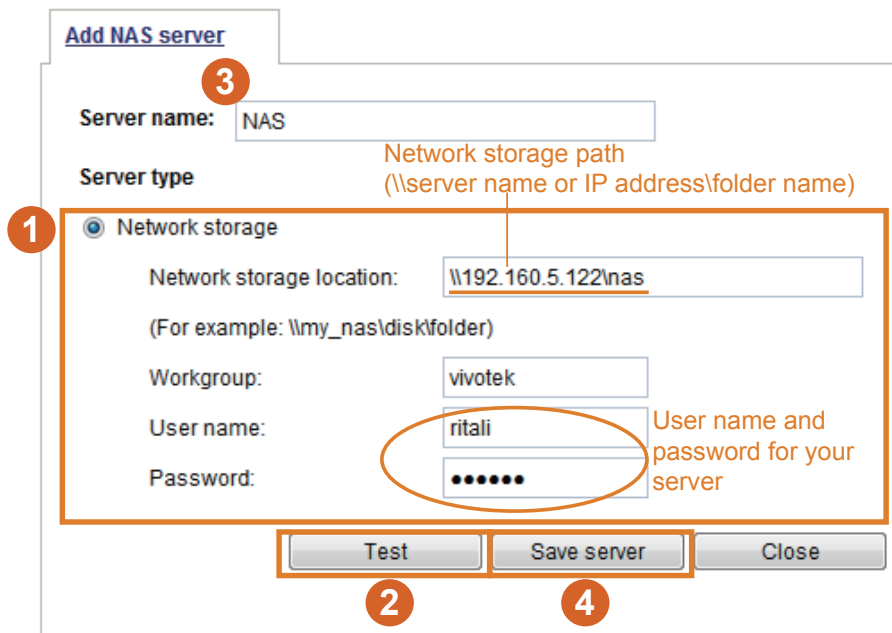 Add NAS server
3
Server name: NAS
Network storage path
(\\server name or IP address\folder name)
Server type
1
Network storage
Network storage location: \\192.160.5.122\nas
(For example: \\my_nas\disk\folder)
Workgroup: vivotek
User name: ritali
Password: ●●●●●●
User name and
password for your
server
Test Save server Close
2 4